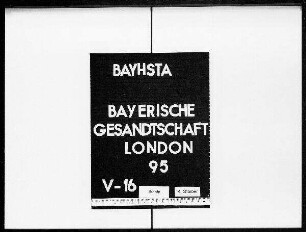 BAYHSTA
BAYERISCHE
GESANDTSCHAFT
LONDON
95
V-16